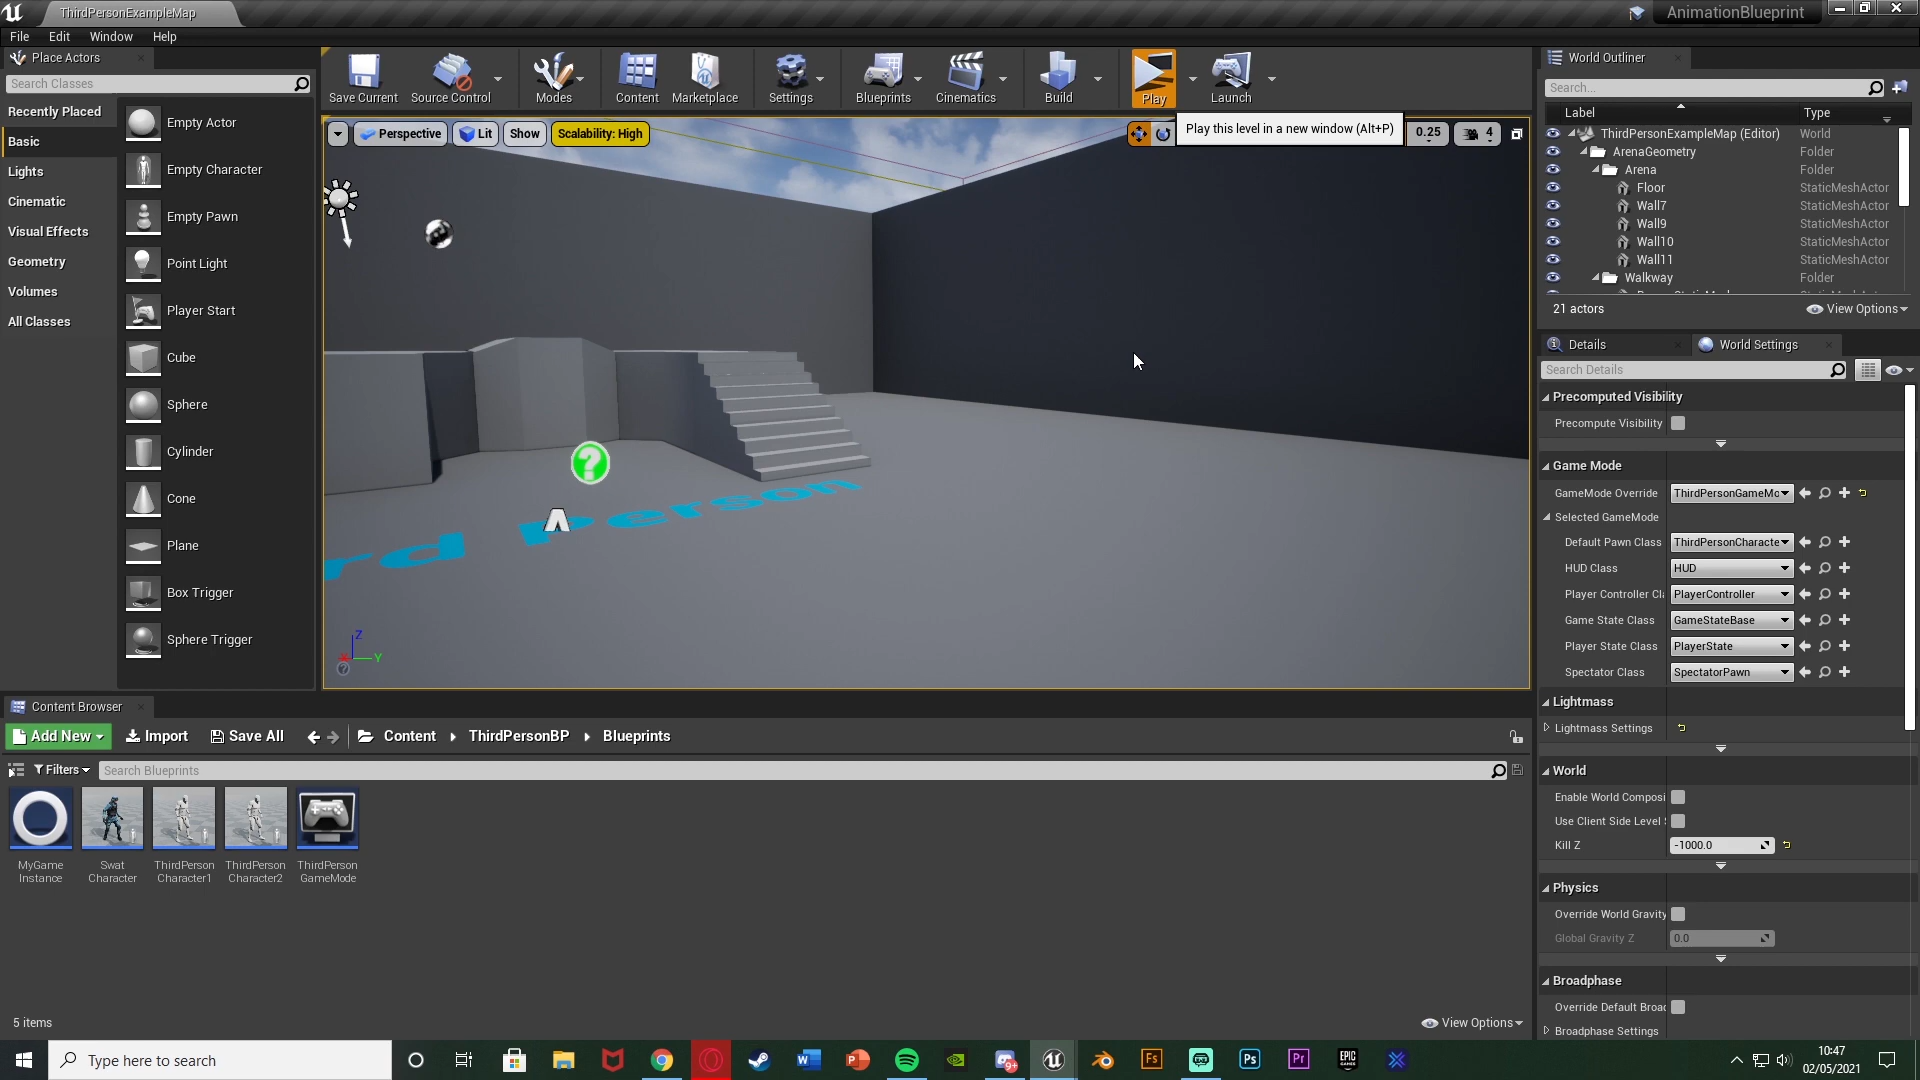 ThirdPersonExampleMap
AnimationBlueprint
File Edit Window Help
Place Actors
Search Classes
Recently Placed
Basic
Lights
Cinematic
Visual Effects
Geometry
Volumes
All Classes
Empty Actor
Empty Character
Empty Pawn
Point Light
Player Start
Cube
Sphere
Cylinder
Cone
Plane
Box Trigger
Sphere Trigger
Save Current Source Control Modes Content Marketplace Settings Blueprints Cinematics Build Play Launch
Perspective Lit Show Scalability: High
Play this level in a new window (Alt+P)
0.25 4
rd Person
Z
X Y
World Outliner
Search...
Label Type
ThirdPersonExampleMap (Editor) World
ArenaGeometry Folder
Arena Folder
Floor StaticMeshActor
Wall7 StaticMeshActor
Wall9 StaticMeshActor
Wall10 StaticMeshActor
Wall11 StaticMeshActor
Walkway Folder
21 actors View Options
Details World Settings
Search Details
Precomputed Visibility
Precompute Visibility
Game Mode
GameMode Override ThirdPersonGameMo
Selected GameMode
Default Pawn Class ThirdPersonCharacte
HUD Class HUD
Player Controller Cla PlayerController
Game State Class GameStateBase
Player State Class PlayerState
Spectator Class SpectatorPawn
Lightmass
Lightmass Settings
World
Enable World Composi
Use Client Side Level S
Kill Z -1000.0
Physics
Override World Gravity
Global Gravity Z 0.0
Broadphase
Override Default Broad
Broadphase Settings
Content Browser
Add New Import Save All Content ThirdPersonBP Blueprints
Filters Search Blueprints
MyGame Instance
Swat Character
ThirdPerson Character1
ThirdPerson Character2
ThirdPerson GameMode
5 items View Options
Type here to search
10:47
02/05/2021